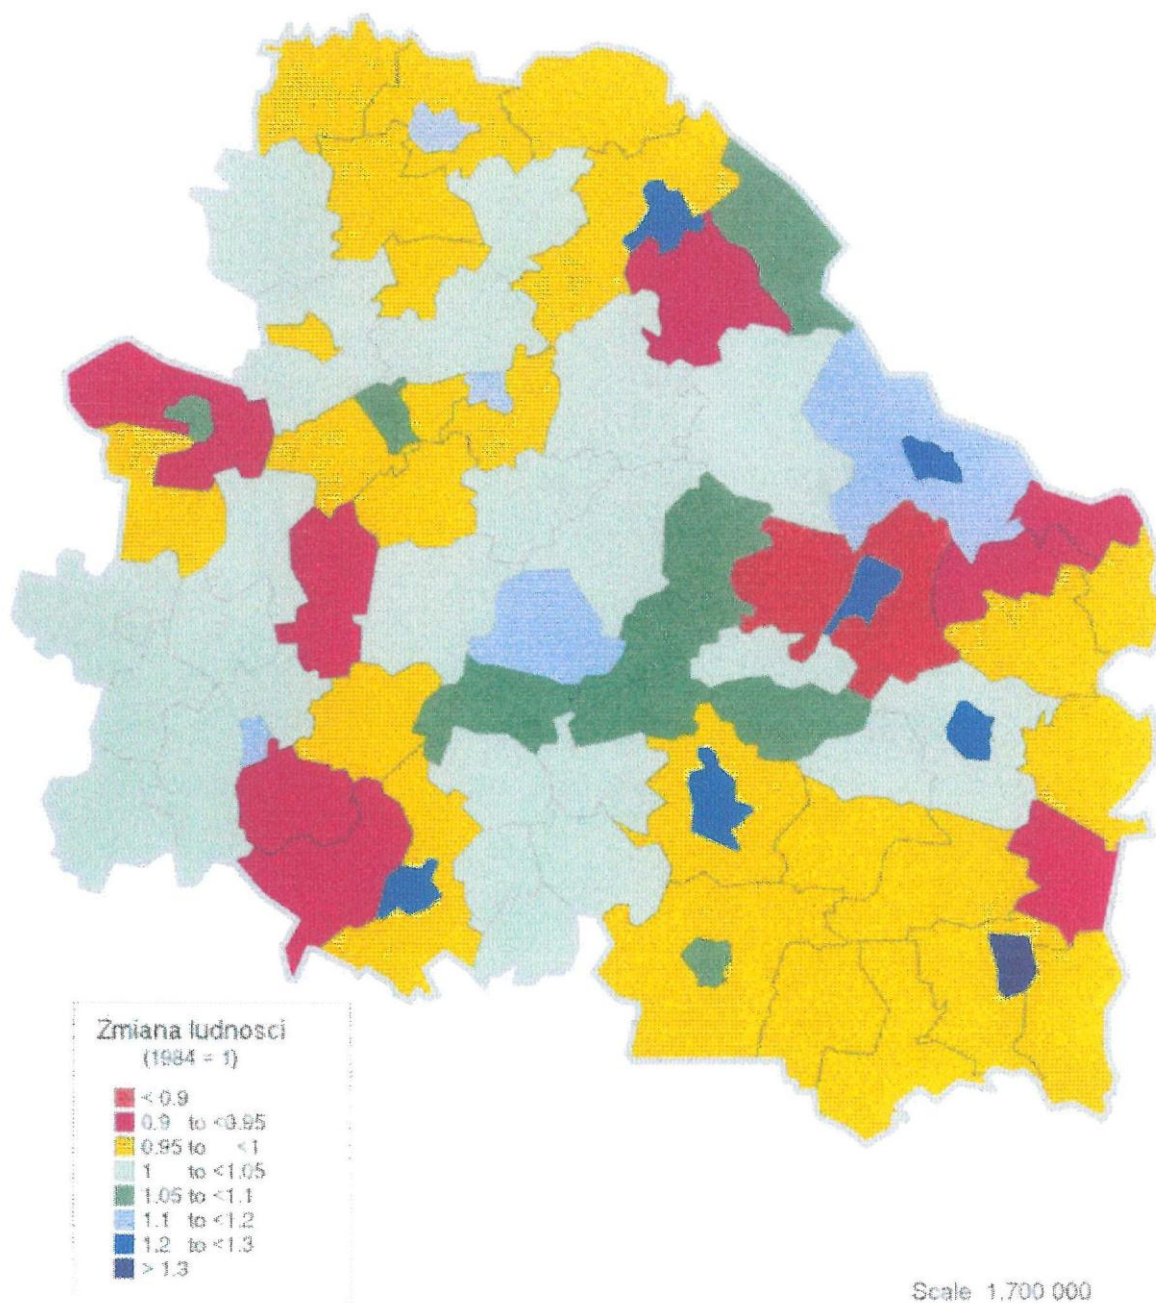 Zmiana ludnosci
(1984 = 1)
< 0.9
0.9 to <0.95
0.95 to <1
1 to <1.05
1.05 to <1.1
1.1 to <1.2
1.2 to <1.3
> 1.3
Scale 1.700 000